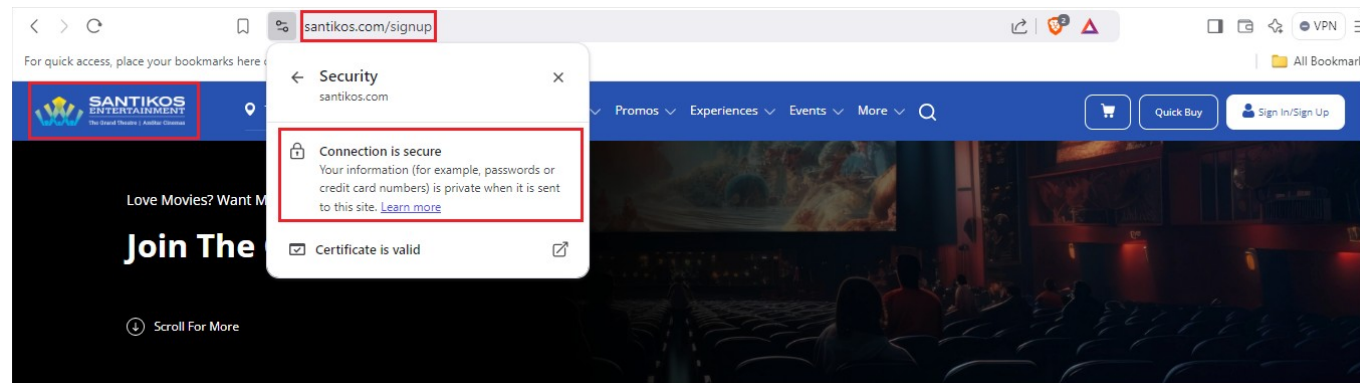 santikos.com/signup
VPN
For quick access, place your bookmarks here
All Bookmark
Security
santikos.com
SANTIKOS
ENTERTAINMENT
The Grand Theatre | Andiar Cinemas
Promos Experiences Events More
Quick Buy
Sign In/Sign Up
Connection is secure
Your information (for example, passwords or
credit card numbers) is private when it is sent
to this site. Learn more
Love Movies? Want M
Join The
Certificate is valid
Scroll For More